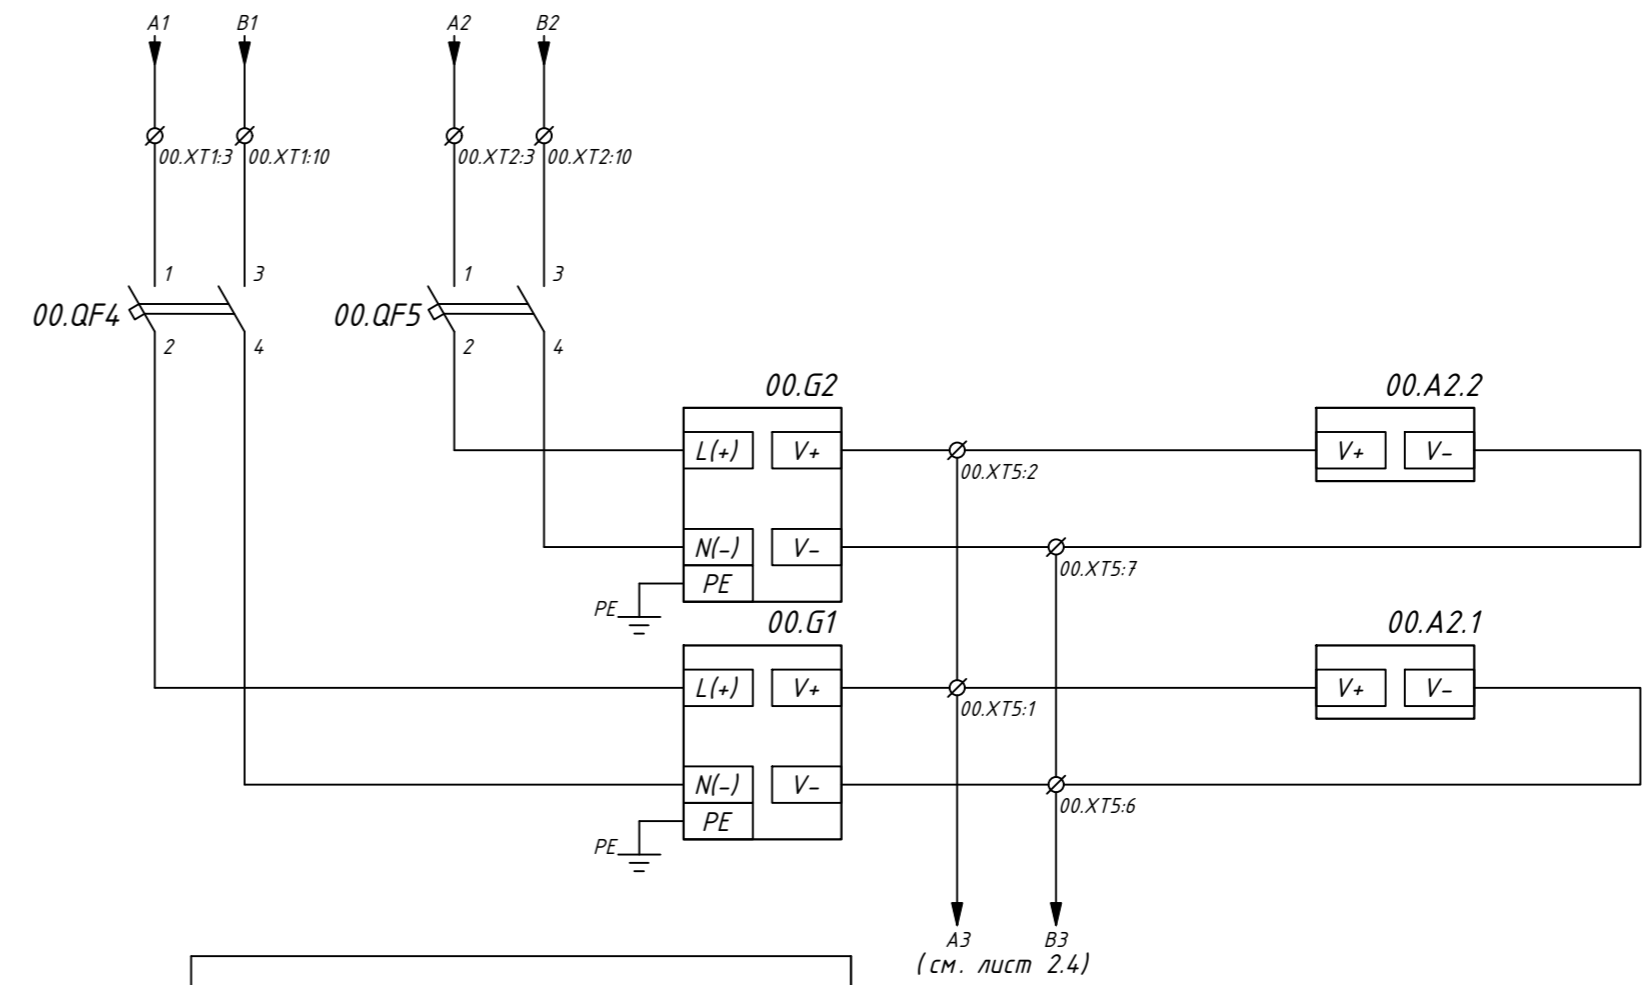 A1 B1 A2 B2
00.XT1:3 00.XT1:10 00.XT2:3 00.XT2:10
1 3 1 3
00.QF4 00.QF5
2 4 2 4
00.G2 00.A2.2
L(+) V+ V+ V-
00.XT5:2
N(-) V-
00.XT5:7
PE
PE
00.G1 00.A2.1
L(+) V+ V+ V-
00.XT5:1
N(-) V-
00.XT5:6
PE
PE
A3 B3
(см. лист 2.4)